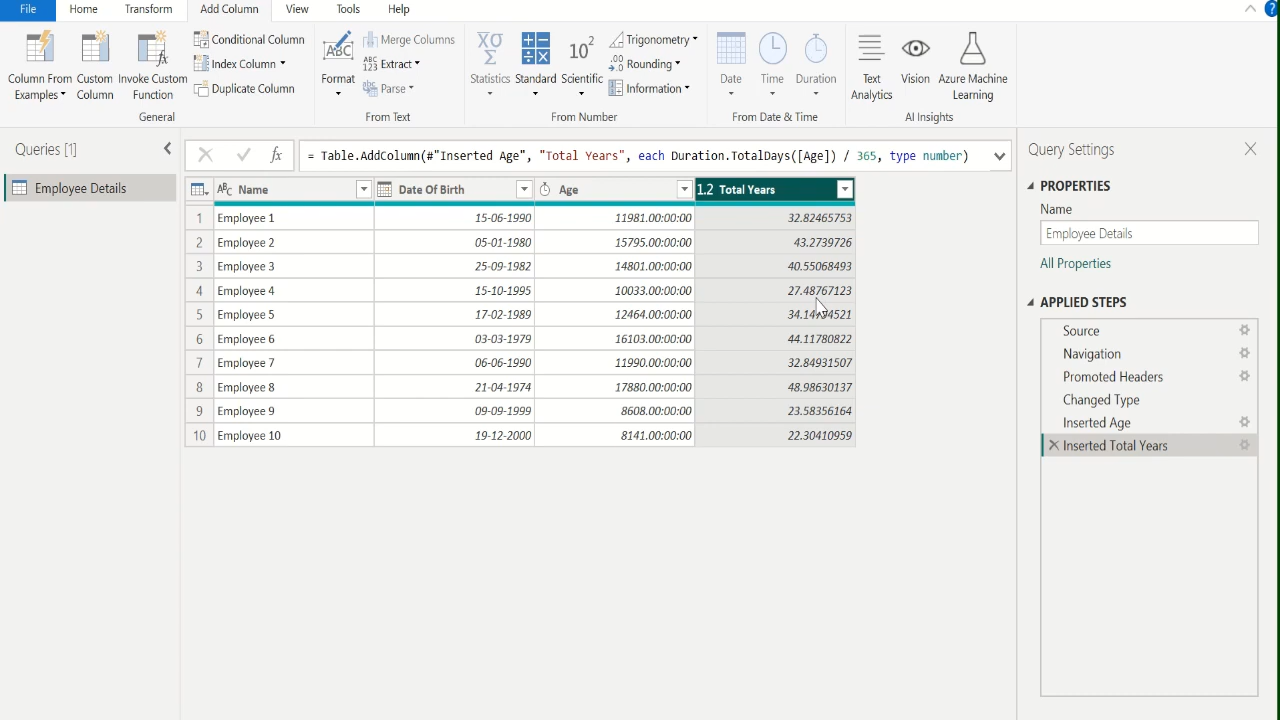 File Home Transform Add Column View Tools Help
Column From Examples
Custom Column
Invoke Custom Function
Conditional Column
Index Column
Duplicate Column
General
Format
ABC
Merge Columns
ABC 123 Extract
abc Parse
From Text
XΣ Statistics
Standard
10² Scientific
Trigonometry
.00 Rounding
Information
From Number
Date
Time
Duration
From Date & Time
Text Analytics
Vision
Azure Machine Learning
AI Insights
Queries [1]
Employee Details
fx = Table.AddColumn(#"Inserted Age", "Total Years", each Duration.TotalDays([Age]) / 365, type number)
ABC Name Date Of Birth Age 1.2 Total Years
1 Employee 1 15-06-1990 11981.00:00:00 32.82465753
2 Employee 2 05-01-1980 15795.00:00:00 43.2739726
3 Employee 3 25-09-1982 14801.00:00:00 40.55068493
4 Employee 4 15-10-1995 10033.00:00:00 27.48767123
5 Employee 5 17-02-1989 12464.00:00:00
6 Employee 6 03-03-1979 16103.00:00:00 44.11780822
7 Employee 7 06-06-1990 11990.00:00:00 32.84931507
8 Employee 8 21-04-1974 17880.00:00:00 48.98630137
9 Employee 9 09-09-1999 8608.00:00:00 23.58356164
10 Employee 10 19-12-2000 8141.00:00:00 22.30410959
Query Settings
PROPERTIES
Name
Employee Details
All Properties
APPLIED STEPS
Source
Navigation
Promoted Headers
Changed Type
Inserted Age
Inserted Total Years